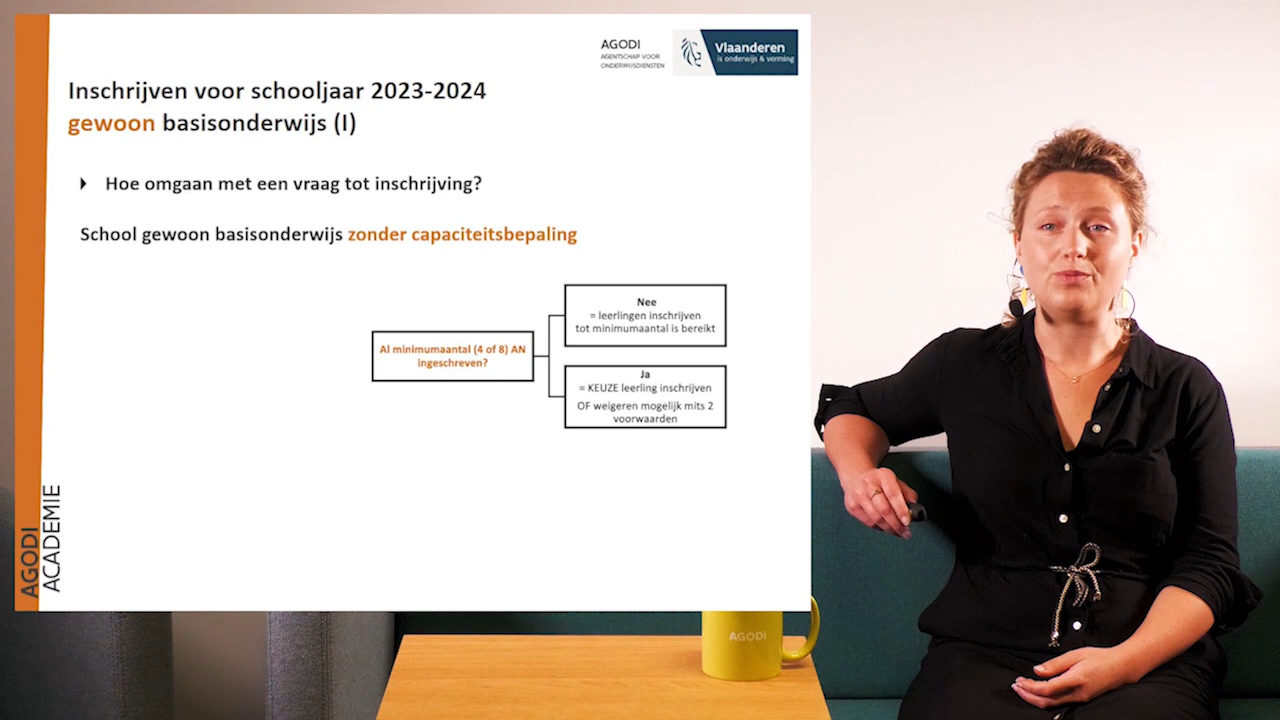 AGODI
AGENTSCHAP VOOR
ONDERWIJSDIENSTEN
Vlaanderen
is onderwijs & vorming
Inschrijven voor schooljaar 2023-2024
gewoon basisonderwijs (I)
Hoe omgaan met een vraag tot inschrijving?
School gewoon basisonderwijs zonder capaciteitsbepaling
Al minimumaantal (4 of 8) AN
ingeschreven?
Nee
= leerlingen inschrijven
tot minimumaantal is bereikt
Ja
= KEUZE leerling inschrijven
OF weigeren mogelijk mits 2
voorwaarden
AGODI
ACADEMIE
AGODI